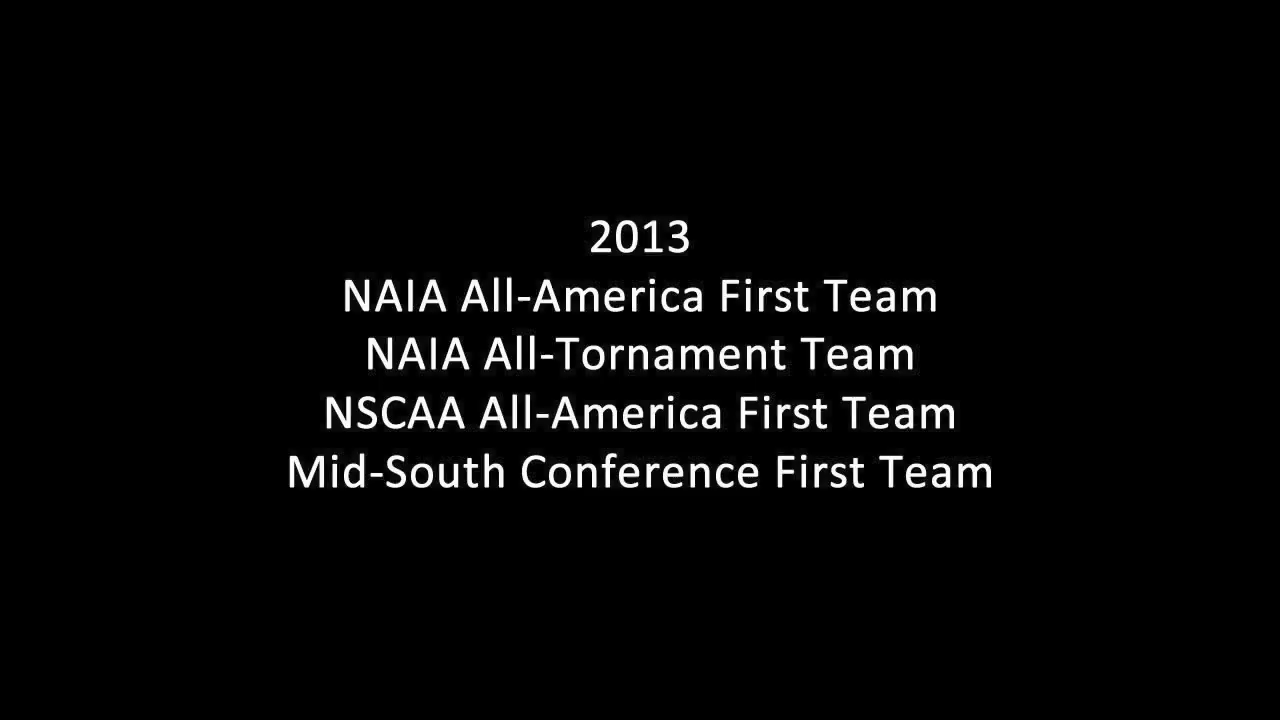 2013
NAIA All-America First Team
NAIA All-Tornament Team
NSCAA All-America First Team
Mid-South Conference First Team